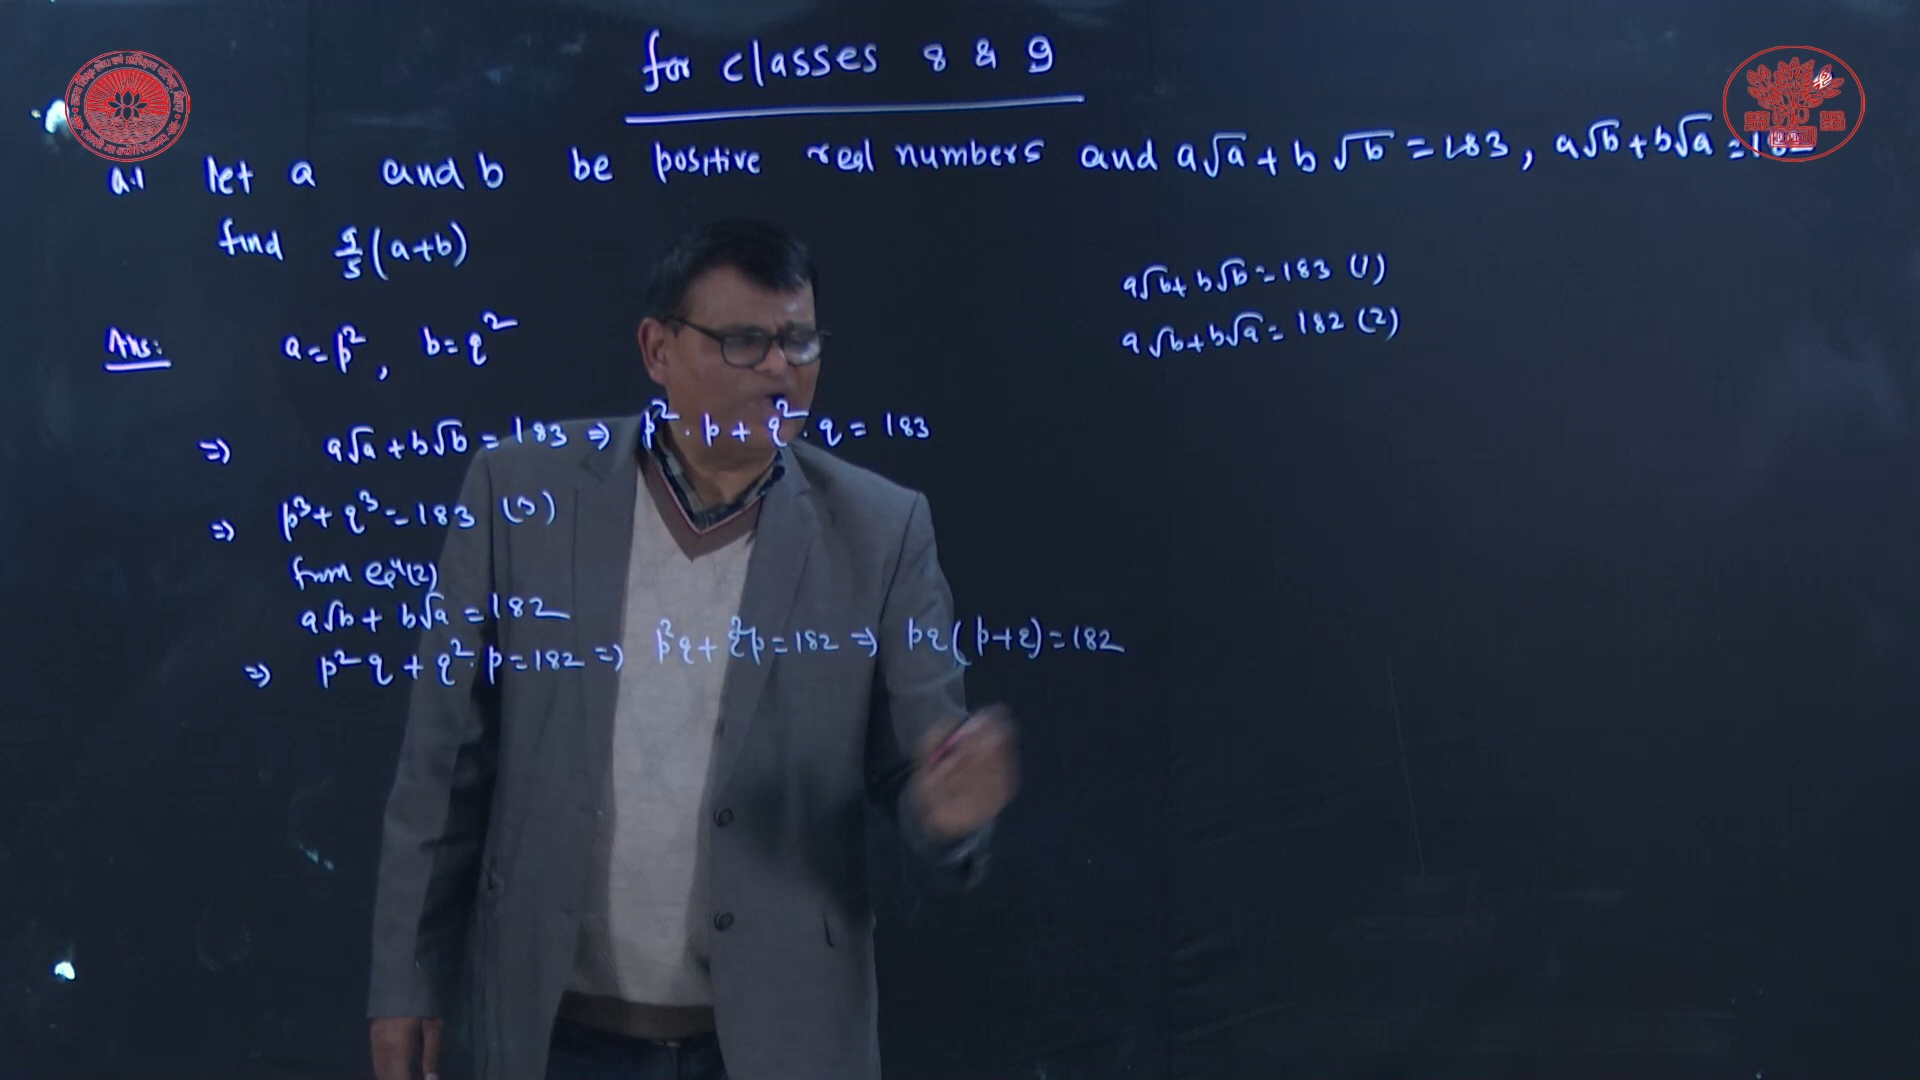 for classes 8 & 9
Q.1 let a and b be positive real numbers and a√a + b√b = 183, a√b + b√a = 182
find 9/5 (a+b)
a√b + b√b = 183 (1)
a√b + b√a = 182 (2)
Ans: a = p², b = q²
⇒ a√a + b√b = 183 ⇒ p² · p + q² · q = 183
⇒ p³ + q³ = 183 (3)
from eqⁿ(2)
a√b + b√a = 182
⇒ p² q + q² · p = 182 ⇒ p²q + q²p = 182 ⇒ pq (p+q) = 182